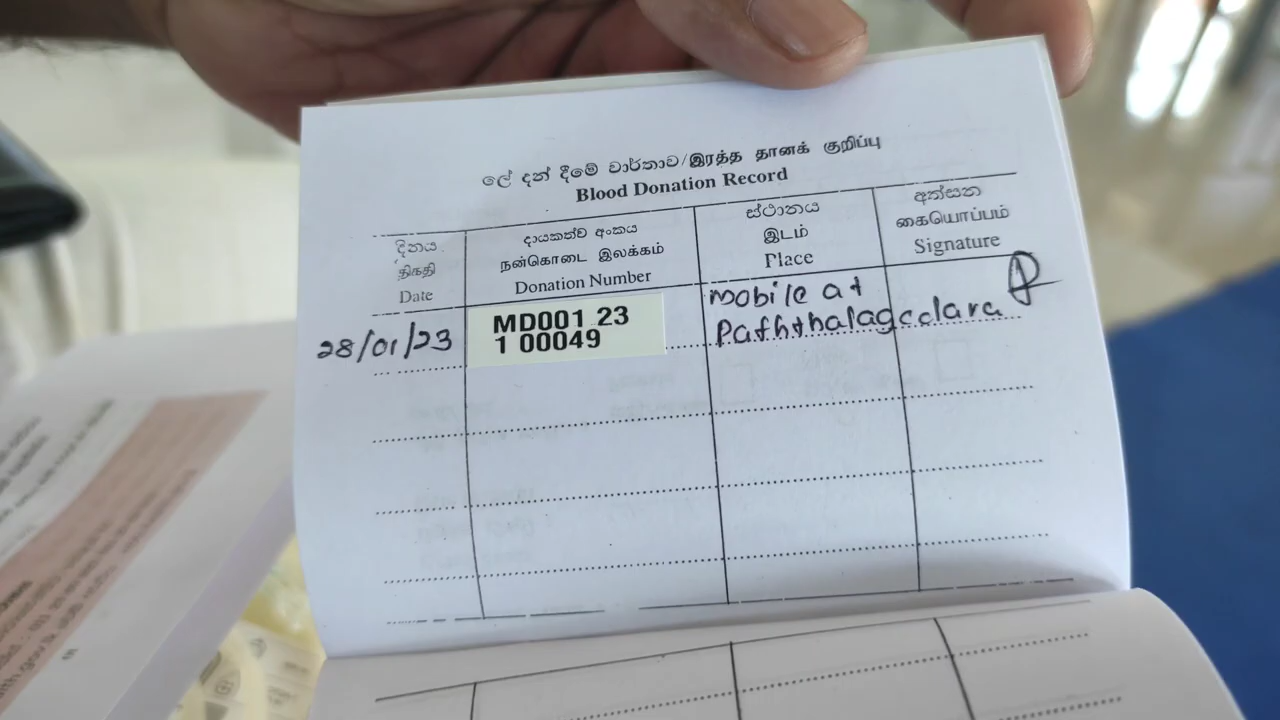 ලේ දන් දීමේ වාර්තාව/இரத்த தானக் குறிப்பு
Blood Donation Record
දිනය
திகதி
Date
දායකත්ව අංකය
நன்கொடை இலக்கம்
Donation Number
ස්ථානය
இடம்
Place
අත්සන
கையொப்பம்
Signature
28/01/23
MD001 23
1 00049
mobile at